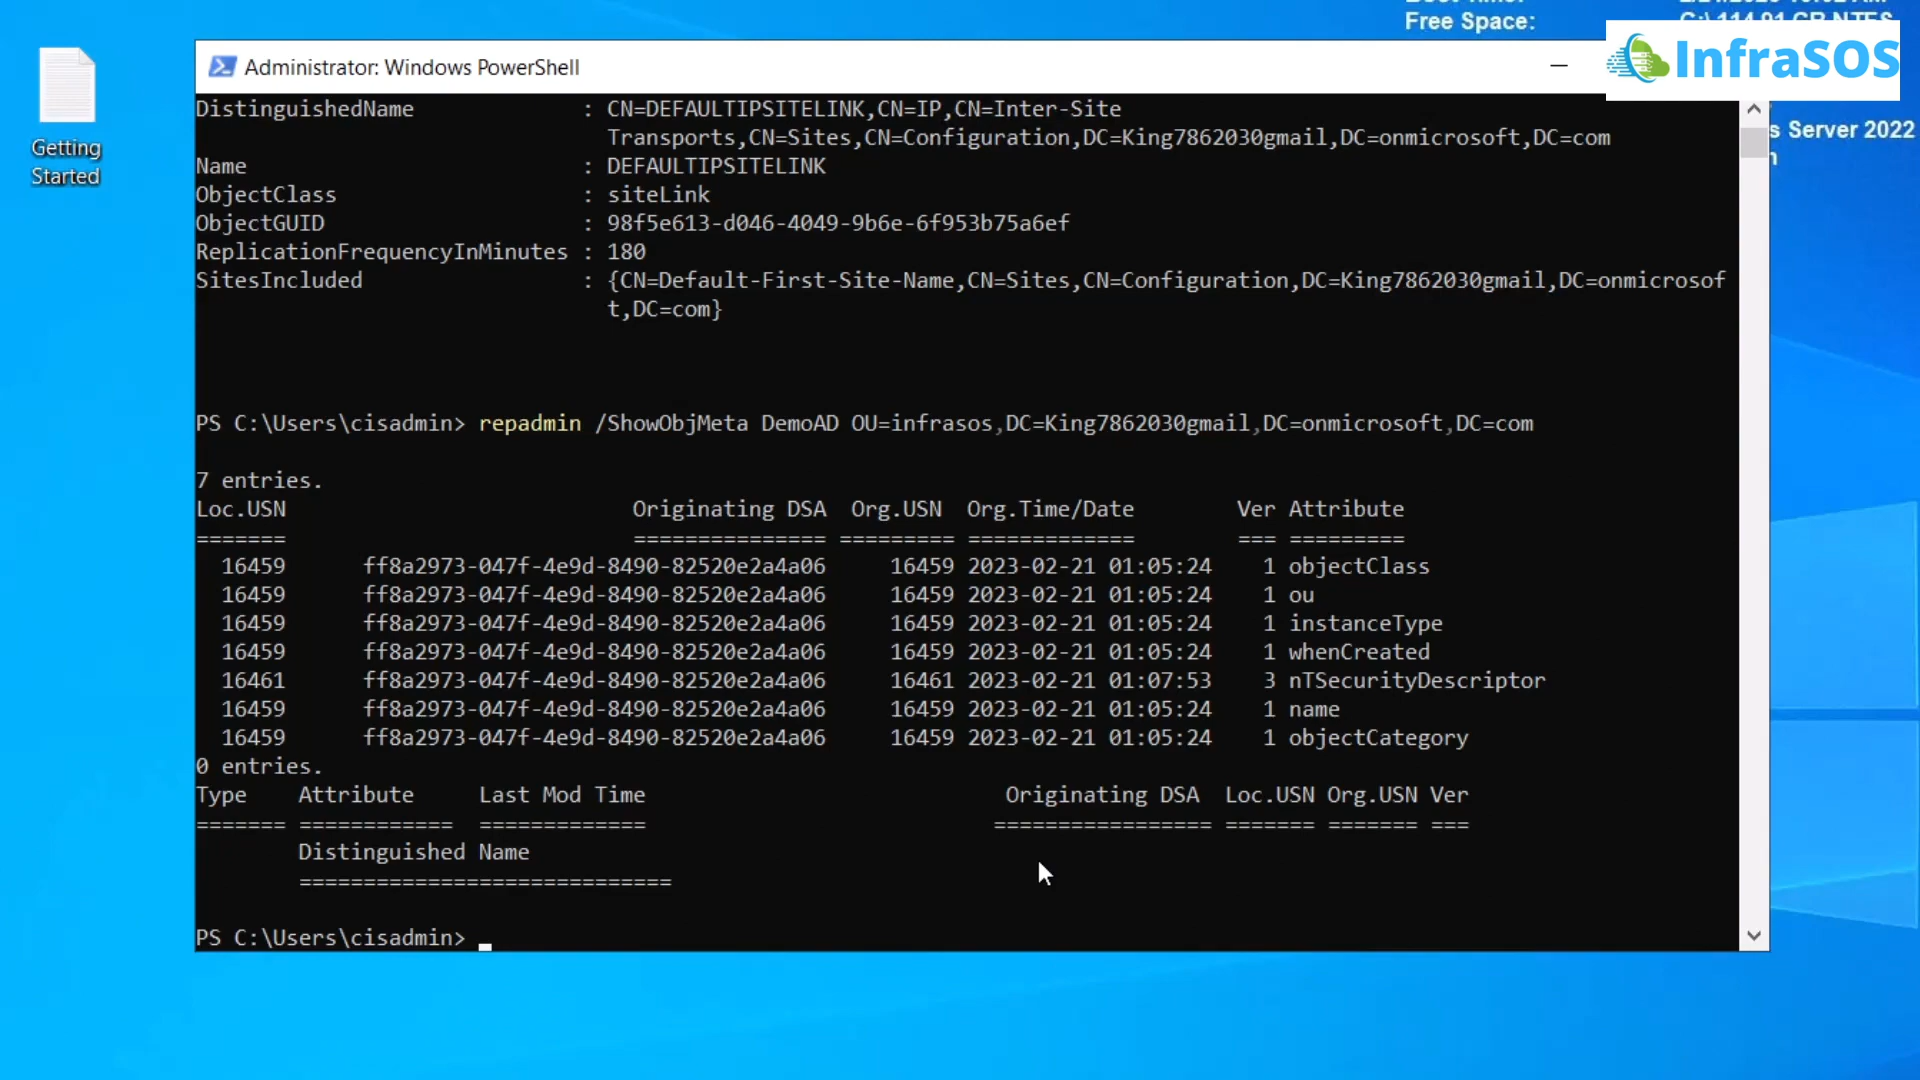 Free Space:
InfraSOS
Getting
Started
Administrator: Windows PowerShell
s Server 2022
DistinguishedName : CN=DEFAULTIPSITELINK,CN=IP,CN=Inter-Site
Transports,CN=Sites,CN=Configuration,DC=King7862030gmail,DC=onmicrosoft,DC=com
Name : DEFAULTIPSITELINK
ObjectClass : siteLink
ObjectGUID : 98f5e613-d046-4049-9b6e-6f953b75a6ef
ReplicationFrequencyInMinutes : 180
SitesIncluded : {CN=Default-First-Site-Name,CN=Sites,CN=Configuration,DC=King7862030gmail,DC=onmicrosof
t,DC=com}
PS C:\Users\cisadmin> repadmin /ShowObjMeta DemoAD OU=infrasos,DC=King7862030gmail,DC=onmicrosoft,DC=com
7 entries.
Loc.USN Originating DSA Org.USN Org.Time/Date Ver Attribute
======= =============== ========= ============= === =========
16459 ff8a2973-047f-4e9d-8490-82520e2a4a06 16459 2023-02-21 01:05:24 1 objectClass
16459 ff8a2973-047f-4e9d-8490-82520e2a4a06 16459 2023-02-21 01:05:24 1 ou
16459 ff8a2973-047f-4e9d-8490-82520e2a4a06 16459 2023-02-21 01:05:24 1 instanceType
16459 ff8a2973-047f-4e9d-8490-82520e2a4a06 16459 2023-02-21 01:05:24 1 whenCreated
16461 ff8a2973-047f-4e9d-8490-82520e2a4a06 16461 2023-02-21 01:07:53 3 nTSecurityDescriptor
16459 ff8a2973-047f-4e9d-8490-82520e2a4a06 16459 2023-02-21 01:05:24 1 name
16459 ff8a2973-047f-4e9d-8490-82520e2a4a06 16459 2023-02-21 01:05:24 1 objectCategory
0 entries.
Type Attribute Last Mod Time Originating DSA Loc.USN Org.USN Ver
======= ============ ============= ================= ======= ======= ===
Distinguished Name
=============================
PS C:\Users\cisadmin>